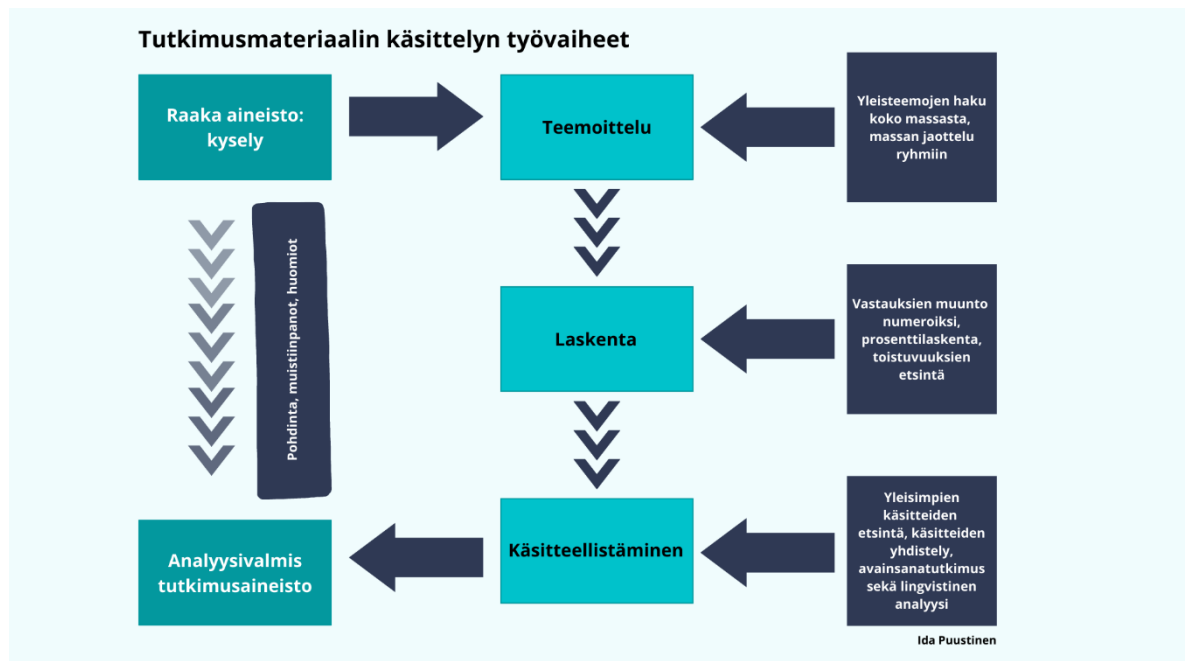 Tutkimusmateriaalin käsittelyn työvaiheet
Raaka aineisto:
kysely
Teemoittelu
Yleisteemojen haku
koko massasta,
massan jaottelu
ryhmiin
Pohdinta, muistiinpanot, huomiot
Laskenta
Vastauksien muunto
numeroiksi,
prosenttilaskenta,
toistuvuuksien
etsintä
Analyysivalmis
tutkimusaineisto
Käsitteellistäminen
Yleisimpien
käsitteiden
etsintä, käsitteiden
yhdistely,
avainsanatutkimus
sekä lingvistinen
analyysi
Ida Puustinen